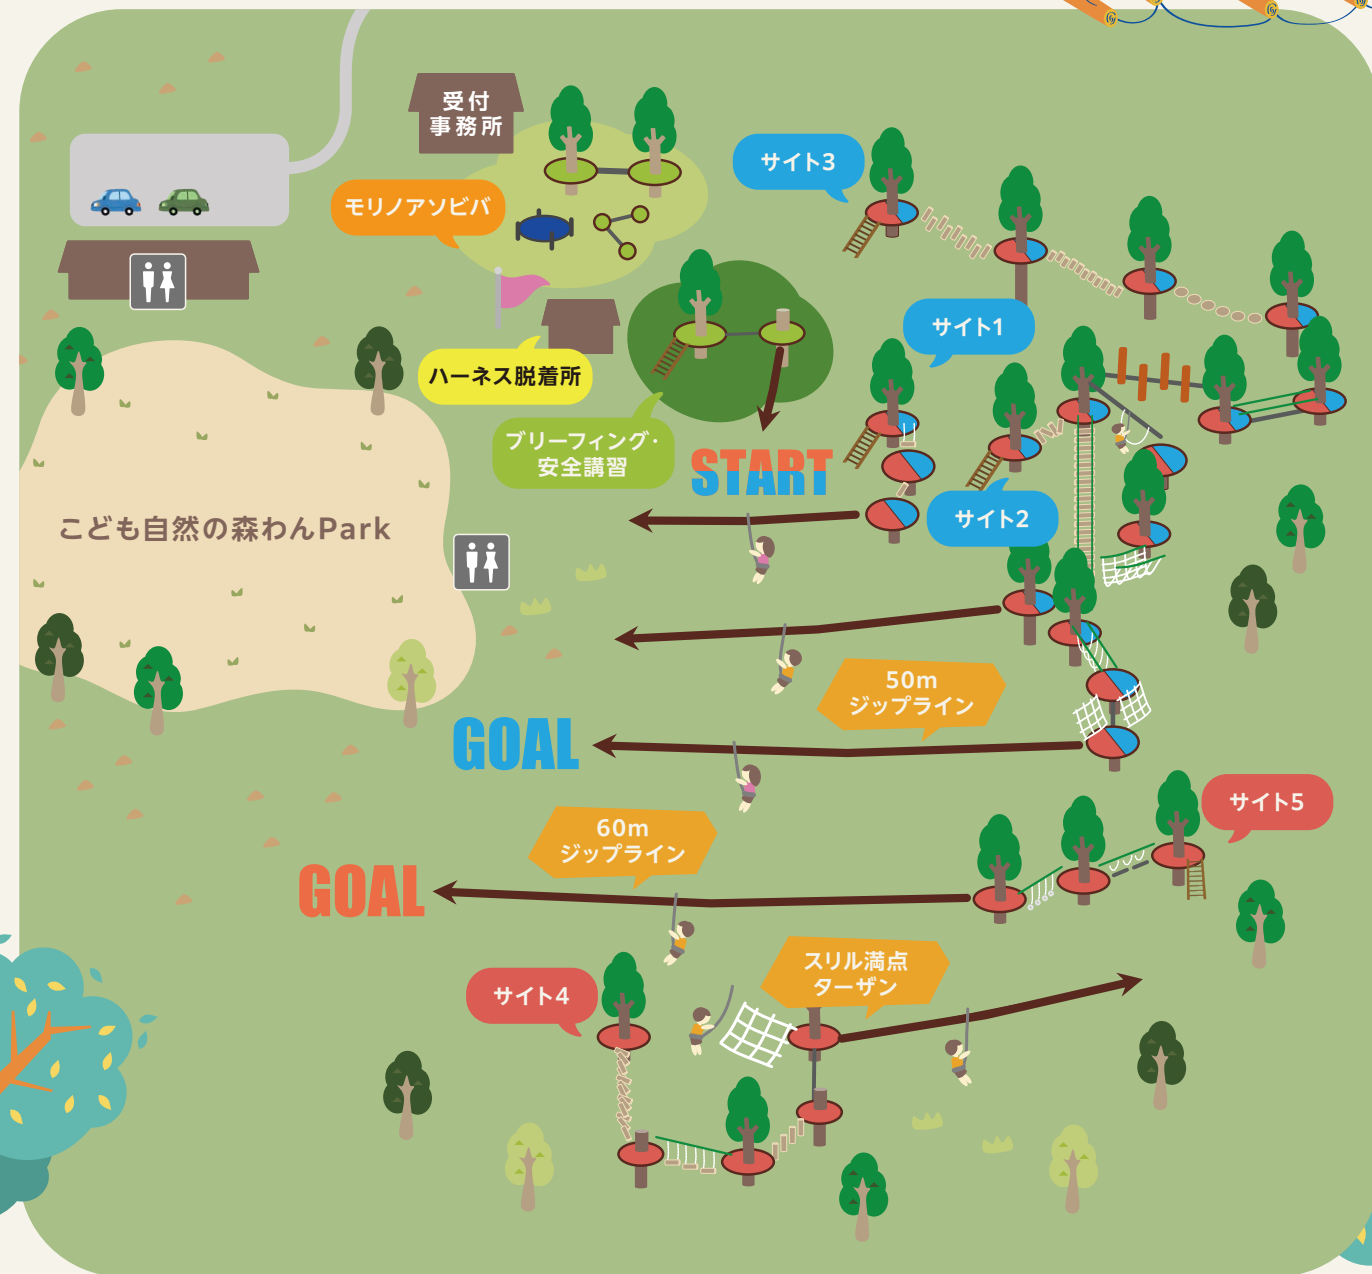 受付
事務所
モリノアソビバ
サイト3
サイト1
ハーネス脱着所
ブリーフィング・
安全講習
START
サイト2
こども自然の森わんPark
50m
ジップライン
GOAL
サイト5
60m
ジップライン
GOAL
スリル満点
ターザン
サイト4